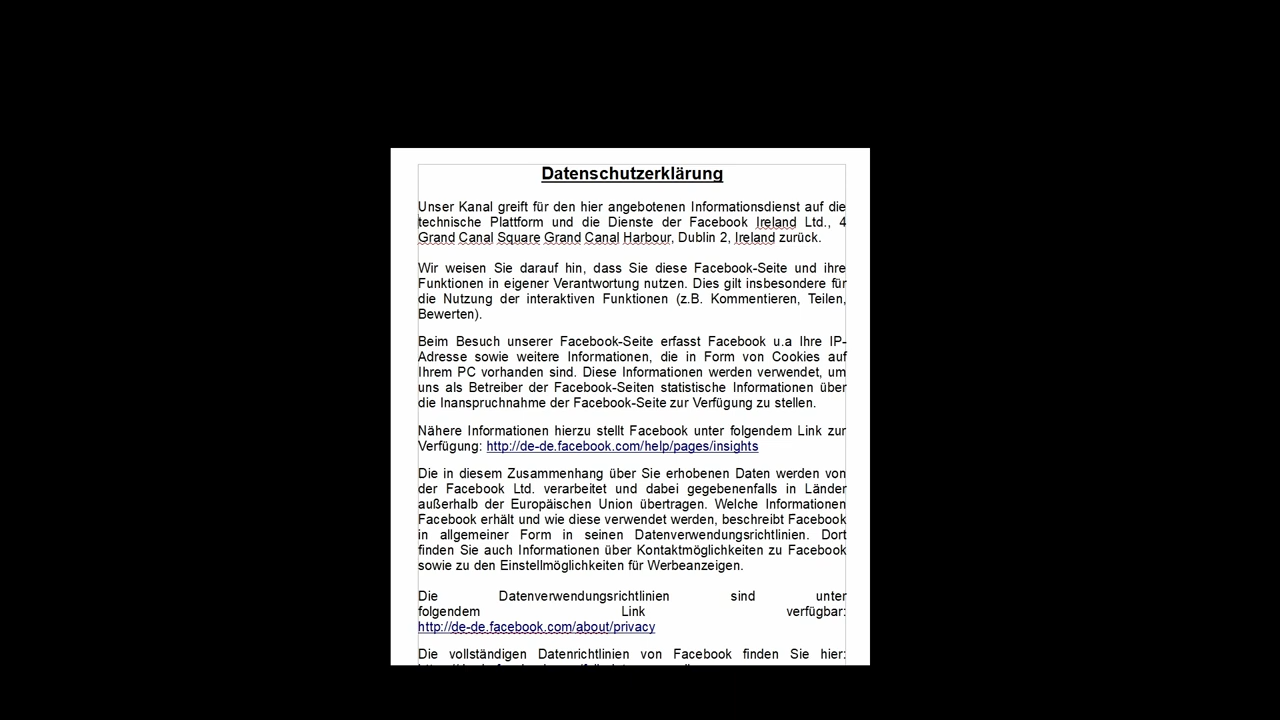 Datenschutzerklärung
Unser Kanal greift für den hier angebotenen Informationsdienst auf die
technische Plattform und die Dienste der Facebook Ireland Ltd., 4
Grand Canal Square Grand Canal Harbour, Dublin 2, Ireland zurück.
Wir weisen Sie darauf hin, dass Sie diese Facebook-Seite und ihre
Funktionen in eigener Verantwortung nutzen. Dies gilt insbesondere für
die Nutzung der interaktiven Funktionen (z.B. Kommentieren, Teilen,
Bewerten).
Beim Besuch unserer Facebook-Seite erfasst Facebook u.a Ihre IP-
Adresse sowie weitere Informationen, die in Form von Cookies auf
Ihrem PC vorhanden sind. Diese Informationen werden verwendet, um
uns als Betreiber der Facebook-Seiten statistische Informationen über
die Inanspruchnahme der Facebook-Seite zur Verfügung zu stellen.
Nähere Informationen hierzu stellt Facebook unter folgendem Link zur
Verfügung: http://de-de.facebook.com/help/pages/insights
Die in diesem Zusammenhang über Sie erhobenen Daten werden von
der Facebook Ltd. verarbeitet und dabei gegebenenfalls in Länder
außerhalb der Europäischen Union übertragen. Welche Informationen
Facebook erhält und wie diese verwendet werden, beschreibt Facebook
in allgemeiner Form in seinen Datenverwendungsrichtlinien. Dort
finden Sie auch Informationen über Kontaktmöglichkeiten zu Facebook
sowie zu den Einstellmöglichkeiten für Werbeanzeigen.
Die Datenverwendungsrichtlinien sind unter
folgendem Link verfügbar:
http://de-de.facebook.com/about/privacy
Die vollständigen Datenrichtlinien von Facebook finden Sie hier: